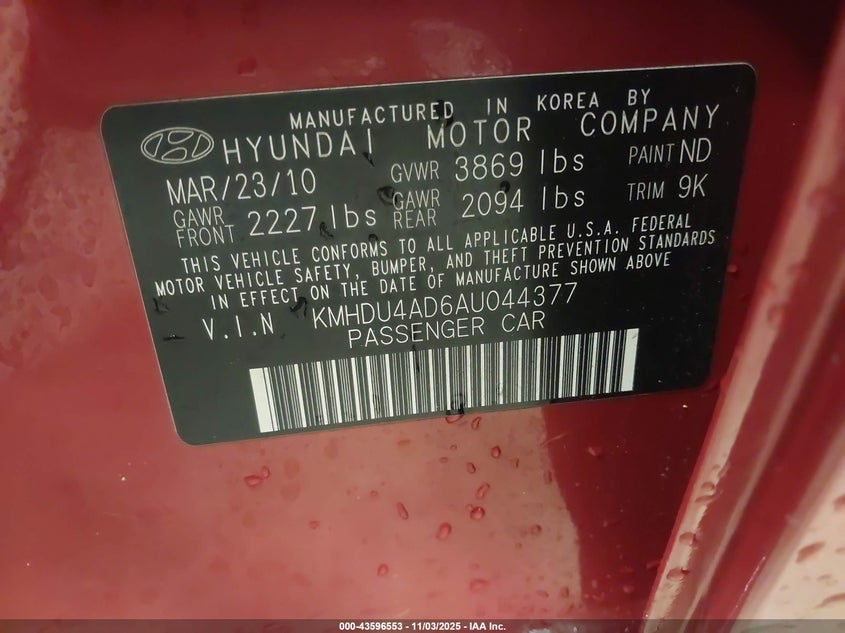 MANUFACTURED IN KOREA BY
HYUNDAI MOTOR COMPANY
MAR/23/10 GVWR 3869 lbs PAINT ND
GAWR FRONT 2227 lbs GAWR REAR 2094 lbs TRIM 9K
THIS VEHICLE CONFORMS TO ALL APPLICABLE U.S.A. FEDERAL
MOTOR VEHICLE SAFETY, BUMPER, AND THEFT PREVENTION STANDARDS
IN EFFECT ON THE DATE OF MANUFACTURE SHOWN ABOVE
V.I.N KMHDU4AD6AU044377
PASSENGER CAR
000-43596553 - 11/03/2025 - IAA Inc.